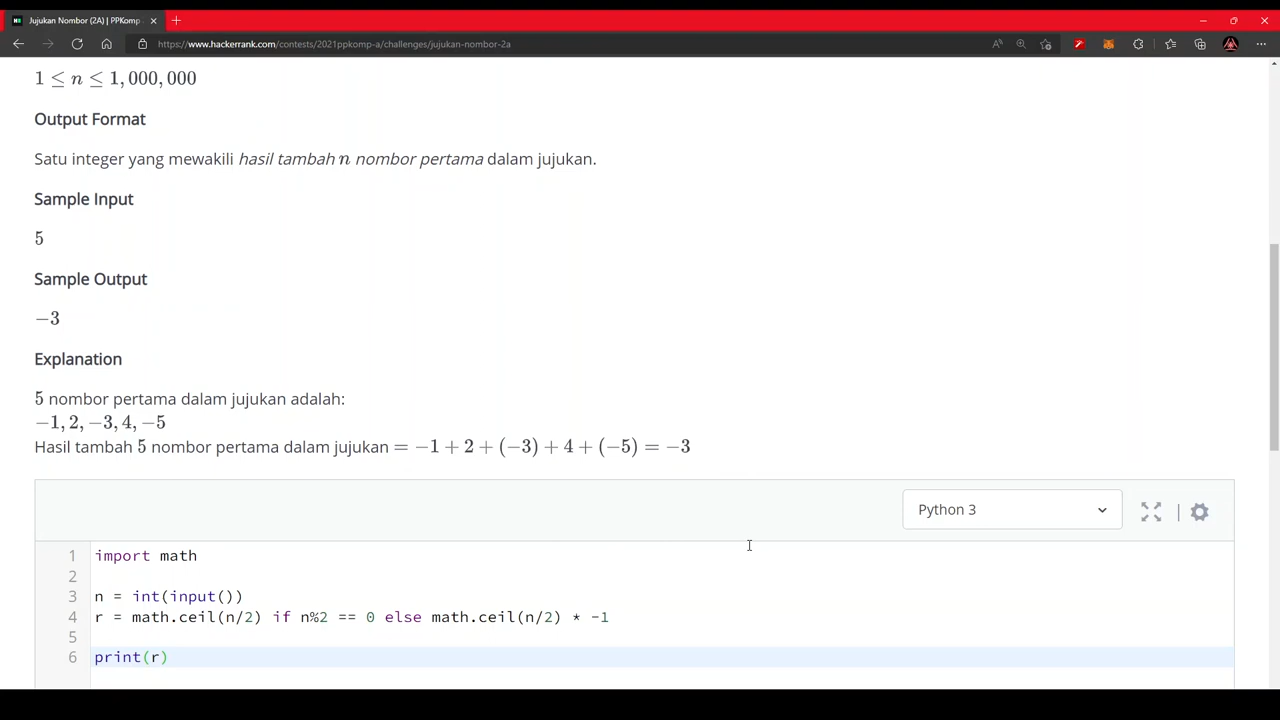 Jujukan Nombor (2A) | PPKomp
https://www.hackerrank.com/contests/2021ppkomp-a/challenges/jujukan-nombor-2a
1 ≤ n ≤ 1, 000, 000
Output Format
Satu integer yang mewakili hasil tambah n nombor pertama dalam jujukan.
Sample Input
5
Sample Output
−3
Explanation
5 nombor pertama dalam jujukan adalah:
−1, 2, −3, 4, −5
Hasil tambah 5 nombor pertama dalam jujukan = −1 + 2 + (−3) + 4 + (−5) = −3
Python 3
1 import math
2
3 n = int(input())
4 r = math.ceil(n/2) if n%2 == 0 else math.ceil(n/2) * -1
5
6 print(r)